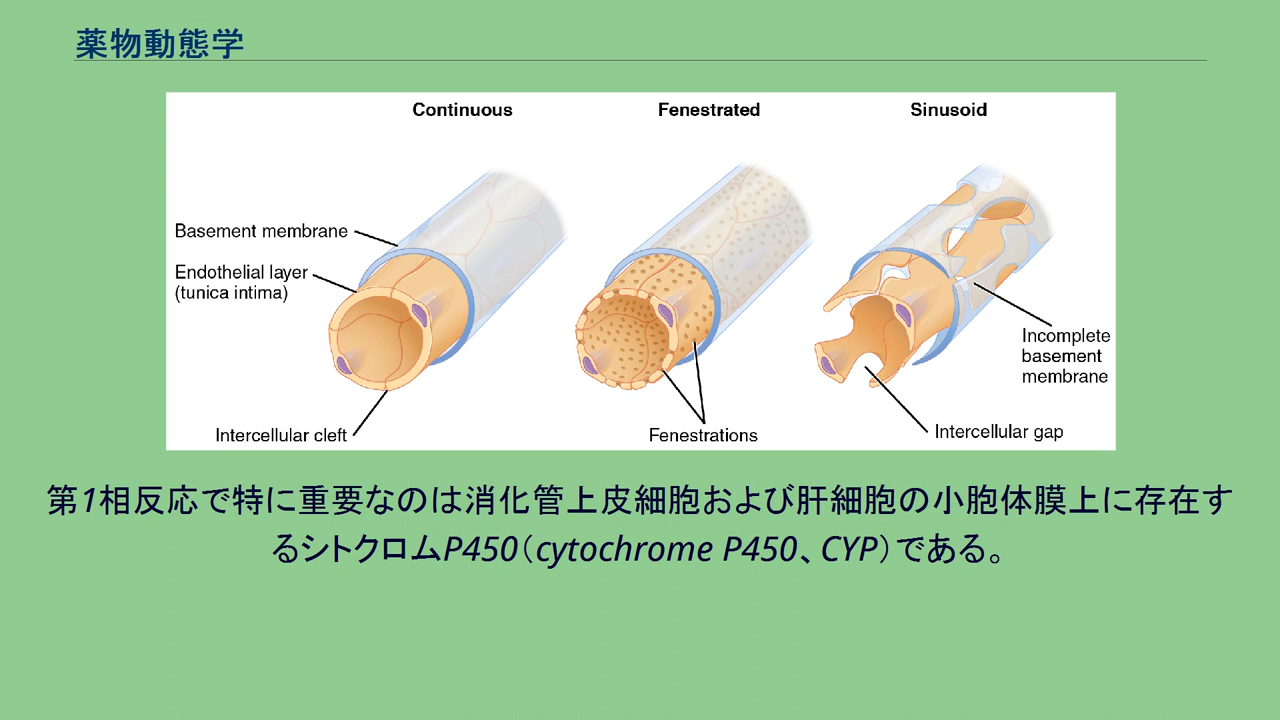 薬物動態学
Continuous
Fenestrated
Sinusoid
Basement membrane
Endothelial layer
(tunica intima)
Intercellular cleft
Fenestrations
Incomplete
basement
membrane
Intercellular gap
第1相反応で特に重要なのは消化管上皮細胞および肝細胞の小胞体膜上に存在す
るシトクロムP450（cytochrome P450、CYP）である。